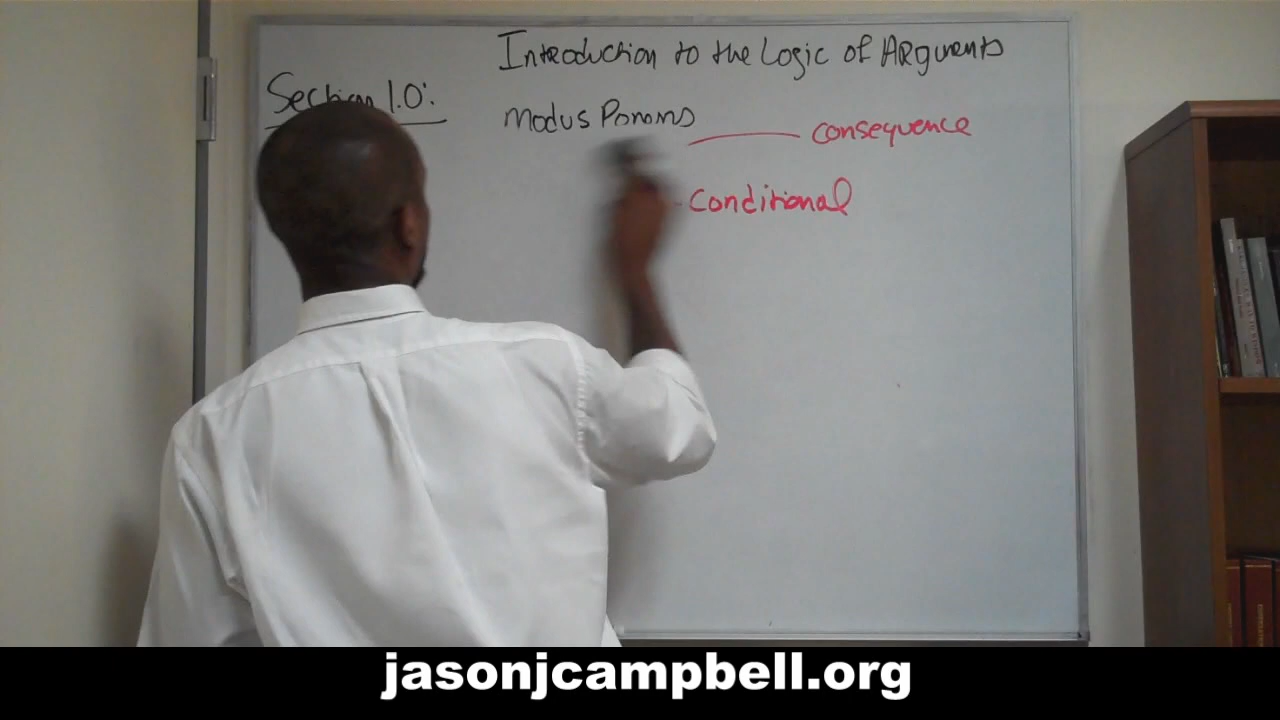 Introduction to the Logic of Arguments
Section 1.0:
Modus Ponens
consequence
conditional
jasonjcampbell.org